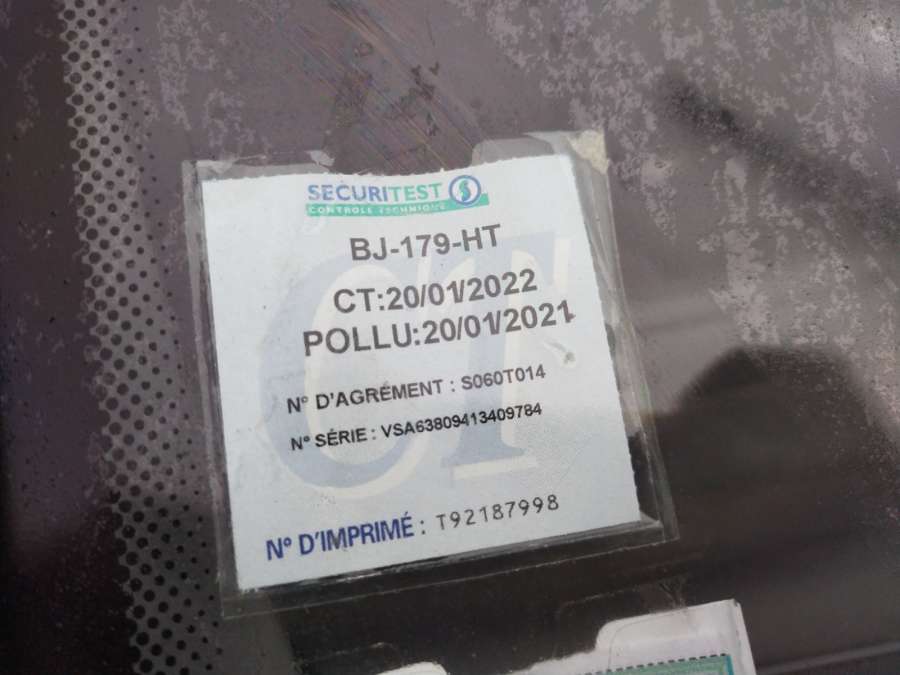 SECURITEST
CONTROLE TECHNIQUE
BJ-179-HT
CT:20/01/2022
POLLU:20/01/2021
N° D'AGRÉMENT : S060T014
N° SÉRIE : VSA63809413409784
N° D'IMPRIMÉ : T92187998